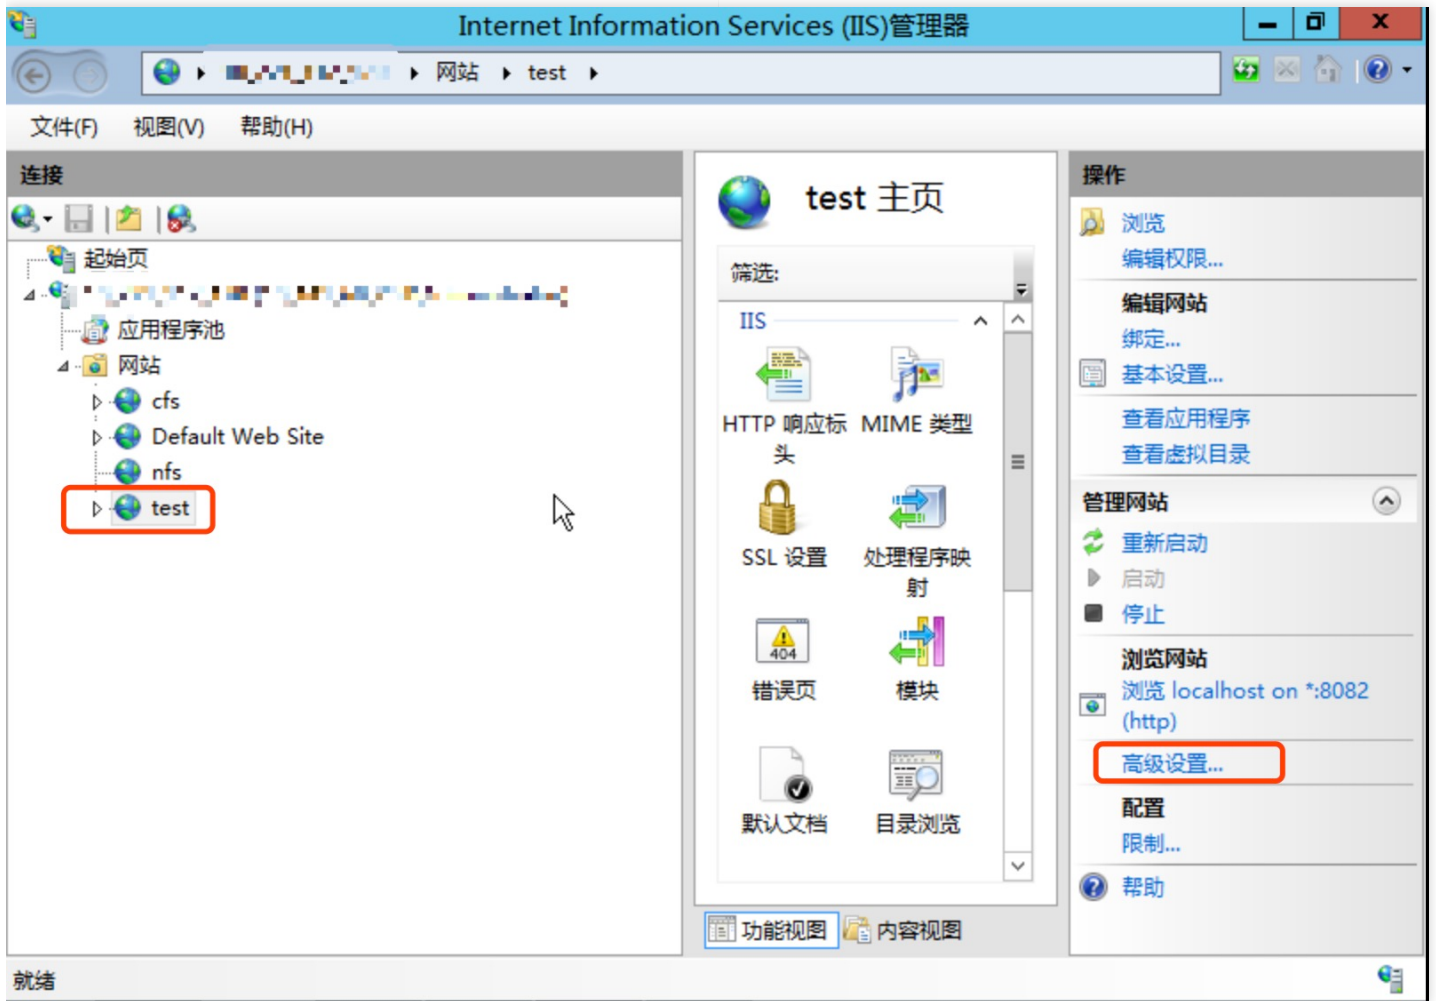 Internet Information Services (IIS)管理器
网站
test
文件(F)
视图(V)
帮助(H)
连接
起始页
应用程序池
网站
cfs
Default Web Site
nfs
test
test 主页
筛选:
IIS
HTTP 响应标
头
MIME 类型
SSL 设置
处理程序映
射
404
错误页
模块
默认文档
目录浏览
功能视图
内容视图
操作
浏览
编辑权限...
编辑网站
绑定...
基本设置...
查看应用程序
查看虚拟目录
管理网站
重新启动
启动
停止
浏览网站
浏览 localhost on *:8082
(http)
高级设置...
配置
限制...
帮助
就绪